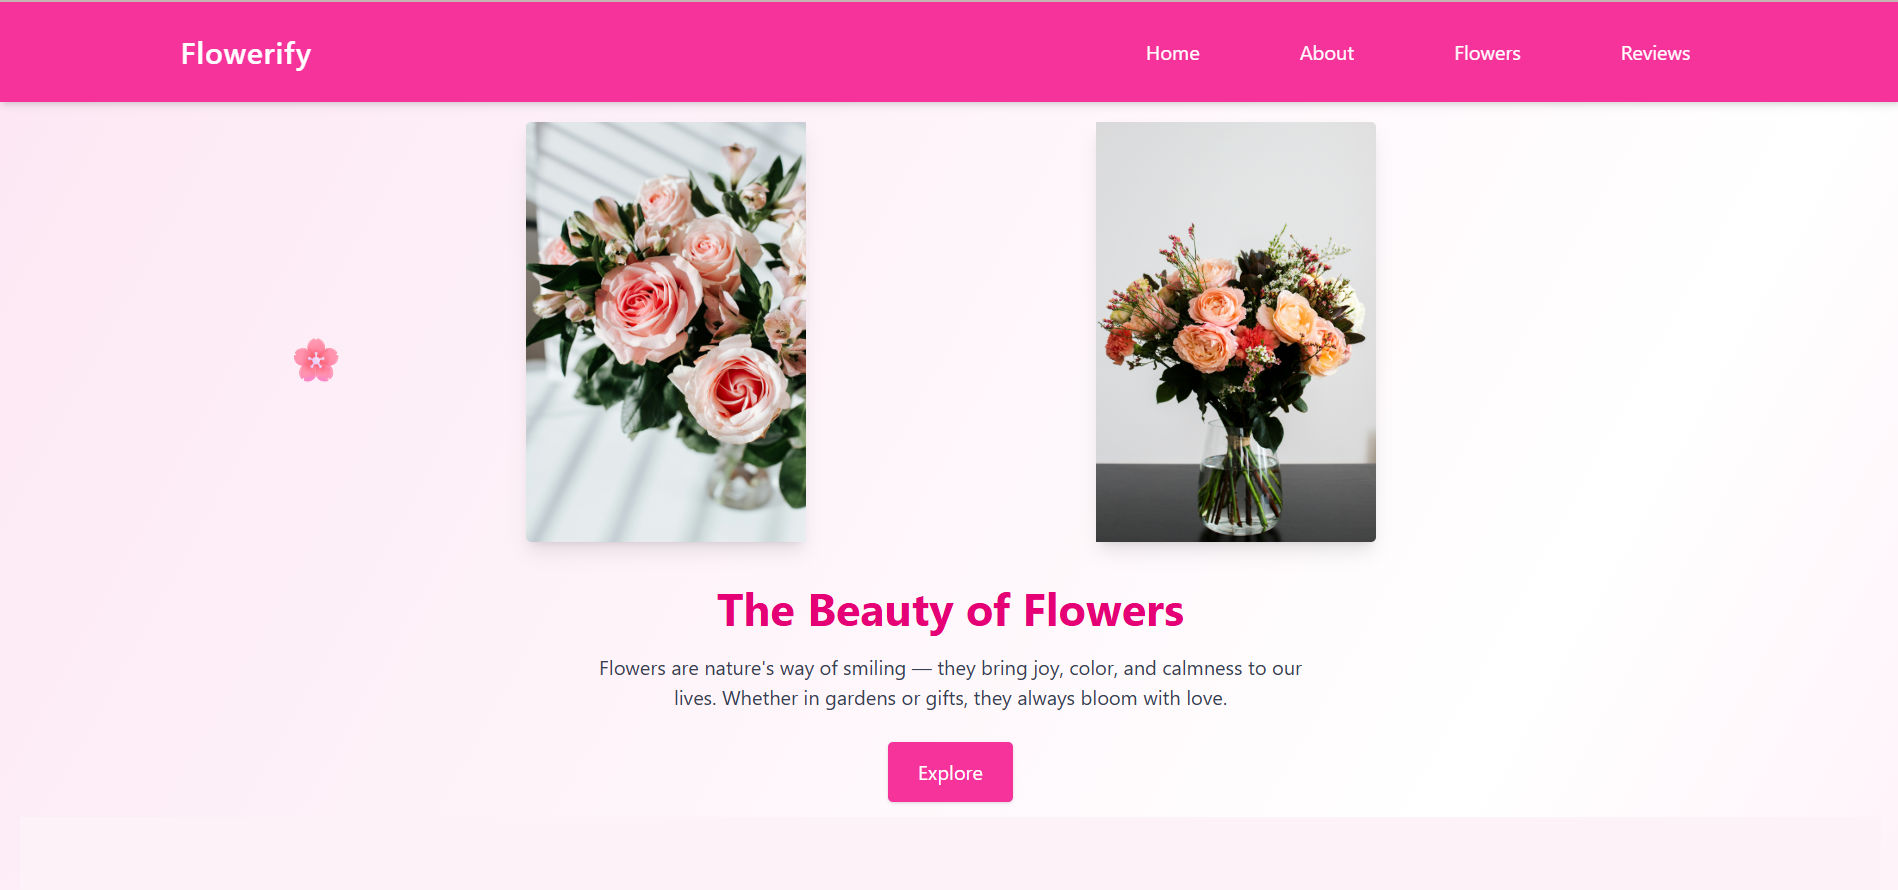 Flowerify
Home
About
Flowers
Reviews
The Beauty of Flowers
Flowers are nature's way of smiling — they bring joy, color, and calmness to our
lives. Whether in gardens or gifts, they always bloom with love.
Explore